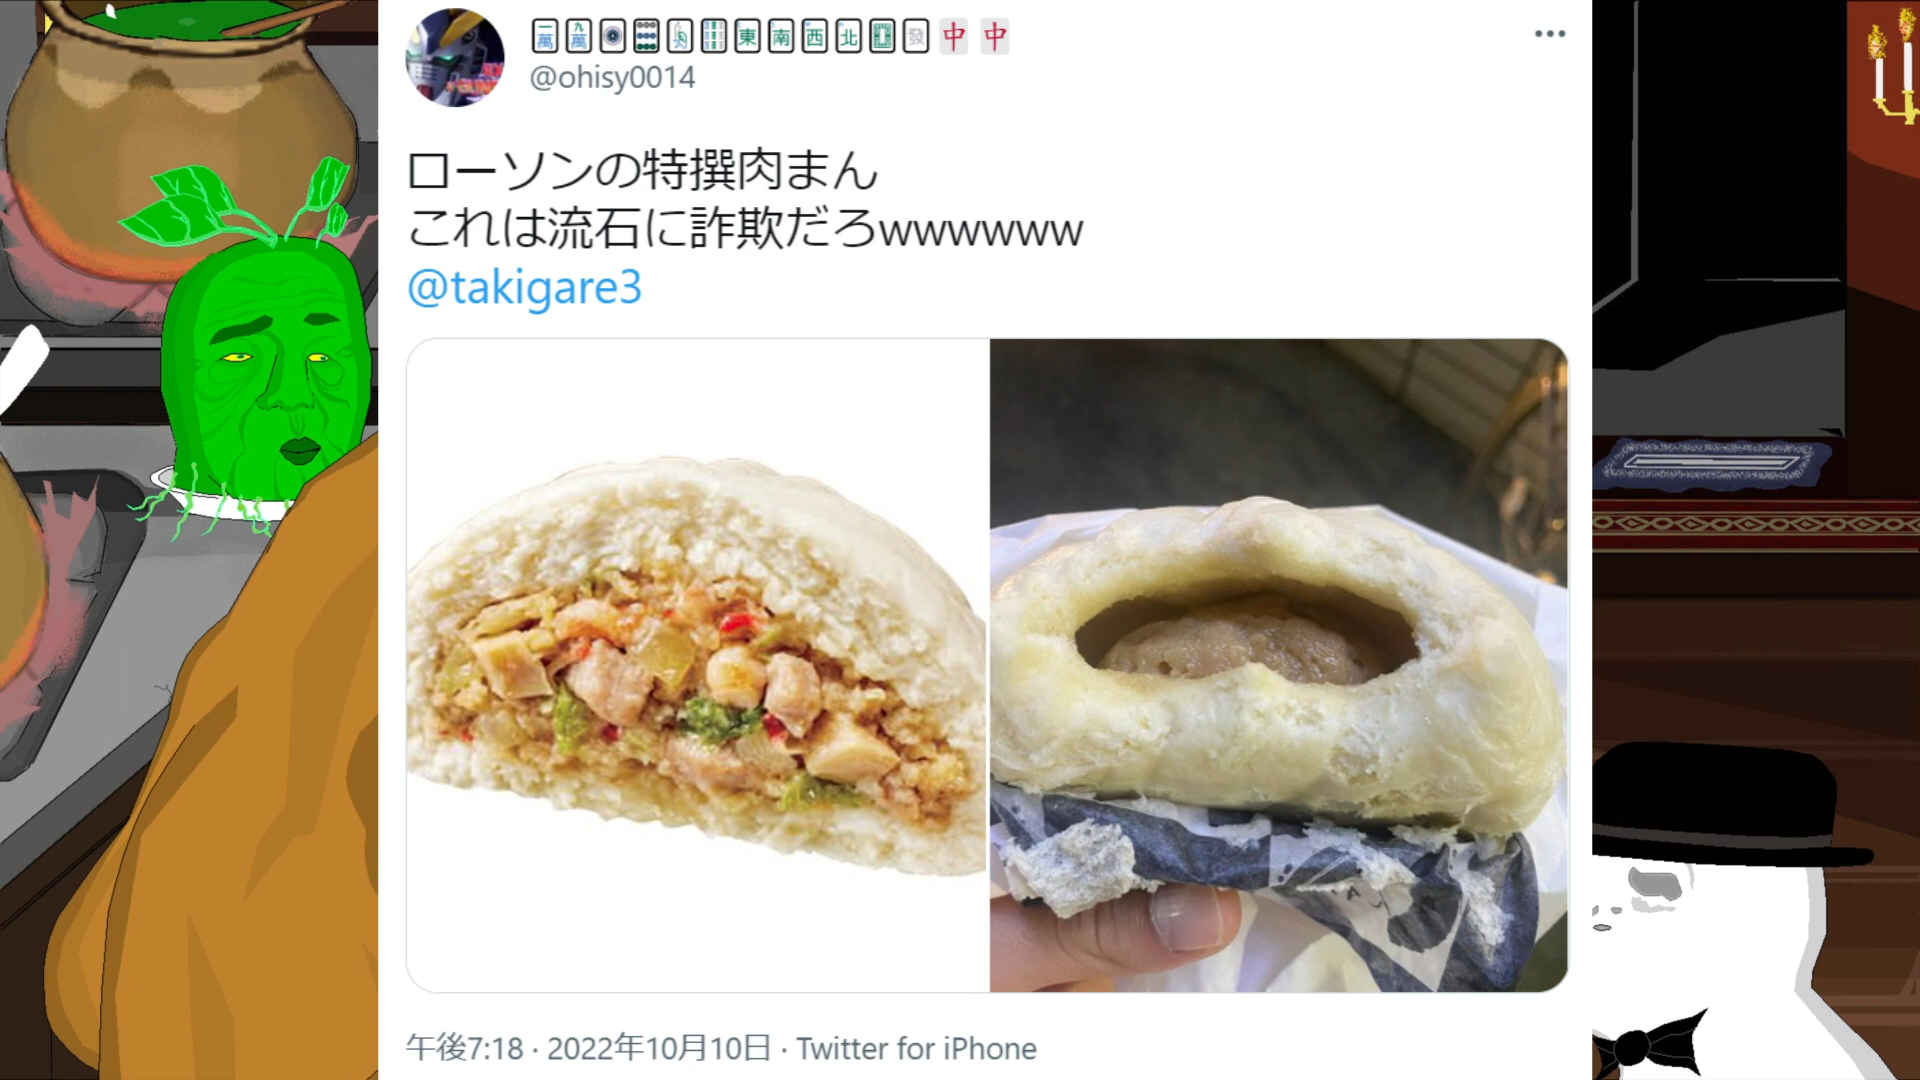 🀇🀏🀙🀡🀐🀘🀀🀁🀂🀃🀆🀅🀄🀄
@ohisy0014
ローソンの特撰肉まん
これは流石に詐欺だろwwwwww
@takigare3
午後7:18 · 2022年10月10日 · Twitter for iPhone